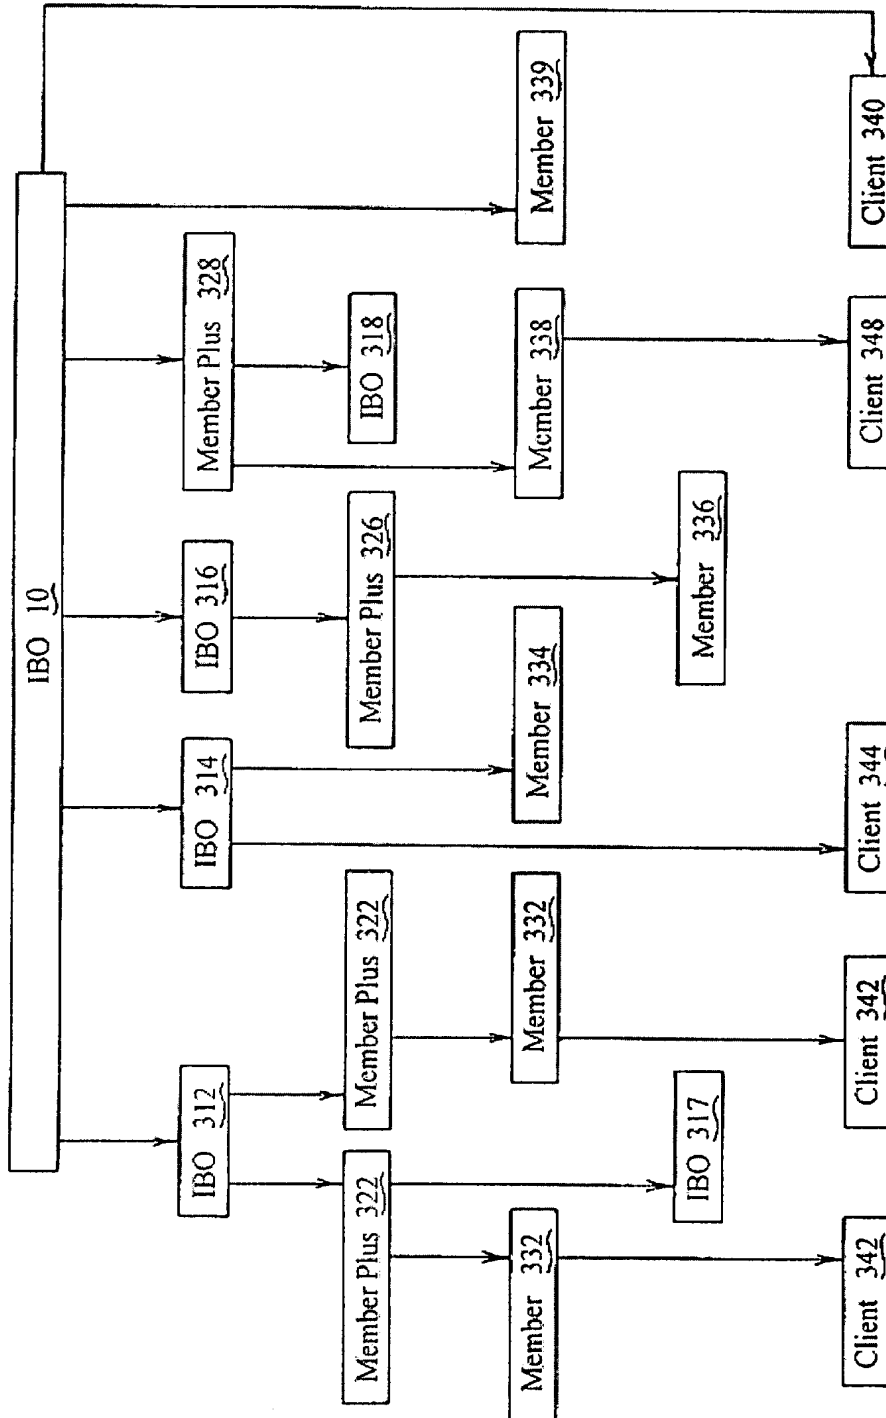 IBO 10
IBO 312
IBO 314
IBO 316
Member Plus 328
Member Plus 322
Member Plus 322
Member Plus 326
IBO 318
Member 332
Member 332
Member 334
Member 338
Member 339
IBO 317
Member 336
Client 342
Client 342
Client 344
Client 348
Client 340